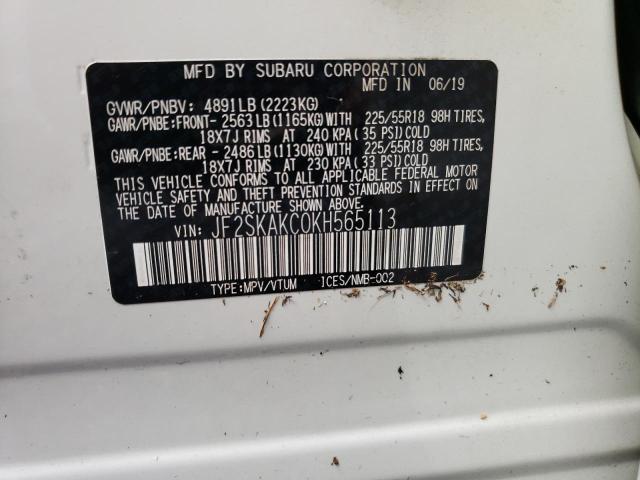 MFD BY SUBARU CORPORATION
MFD IN 06/19
GVWR/PNBV: 4891LB (2223KG)
GAWR/PNBE:FRONT- 2563LB(1165KG)WITH 225/55R18 98H TIRES,
18X7J RIMS AT 240 KPA ( 35 PSI) COLD
GAWR/PNBE:REAR - 2486LB (1130KG)WITH 225/55R18 98H TIRES,
18X7J RIMS AT 230 KPA ( 33 PSI) COLD
THIS VEHICLE CONFORMS TO ALL APPLICABLE FEDERAL MOTOR
VEHICLE SAFETY AND THEFT PREVENTION STANDARDS IN EFFECT ON
THE DATE OF MANUFACTURE SHOWN ABOVE.
VIN: JF2SKAKC0KH565113
TYPE:MPV/VTUM ICES/NMB-002